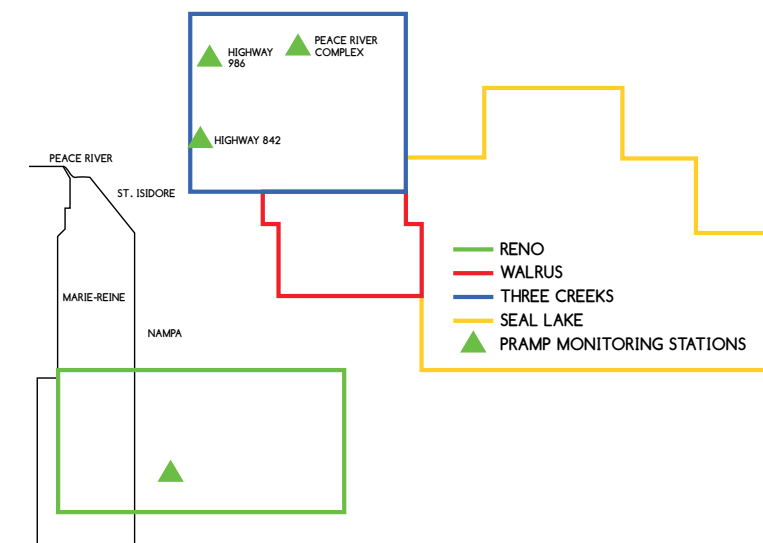 PEACE RIVER
COMPLEX
HIGHWAY
986
HIGHWAY 842
PEACE RIVER
ST. ISIDORE
MARIE-REINE
NAMPA
RENO
WALRUS
THREE CREEKS
SEAL LAKE
PRAMP MONITORING STATIONS